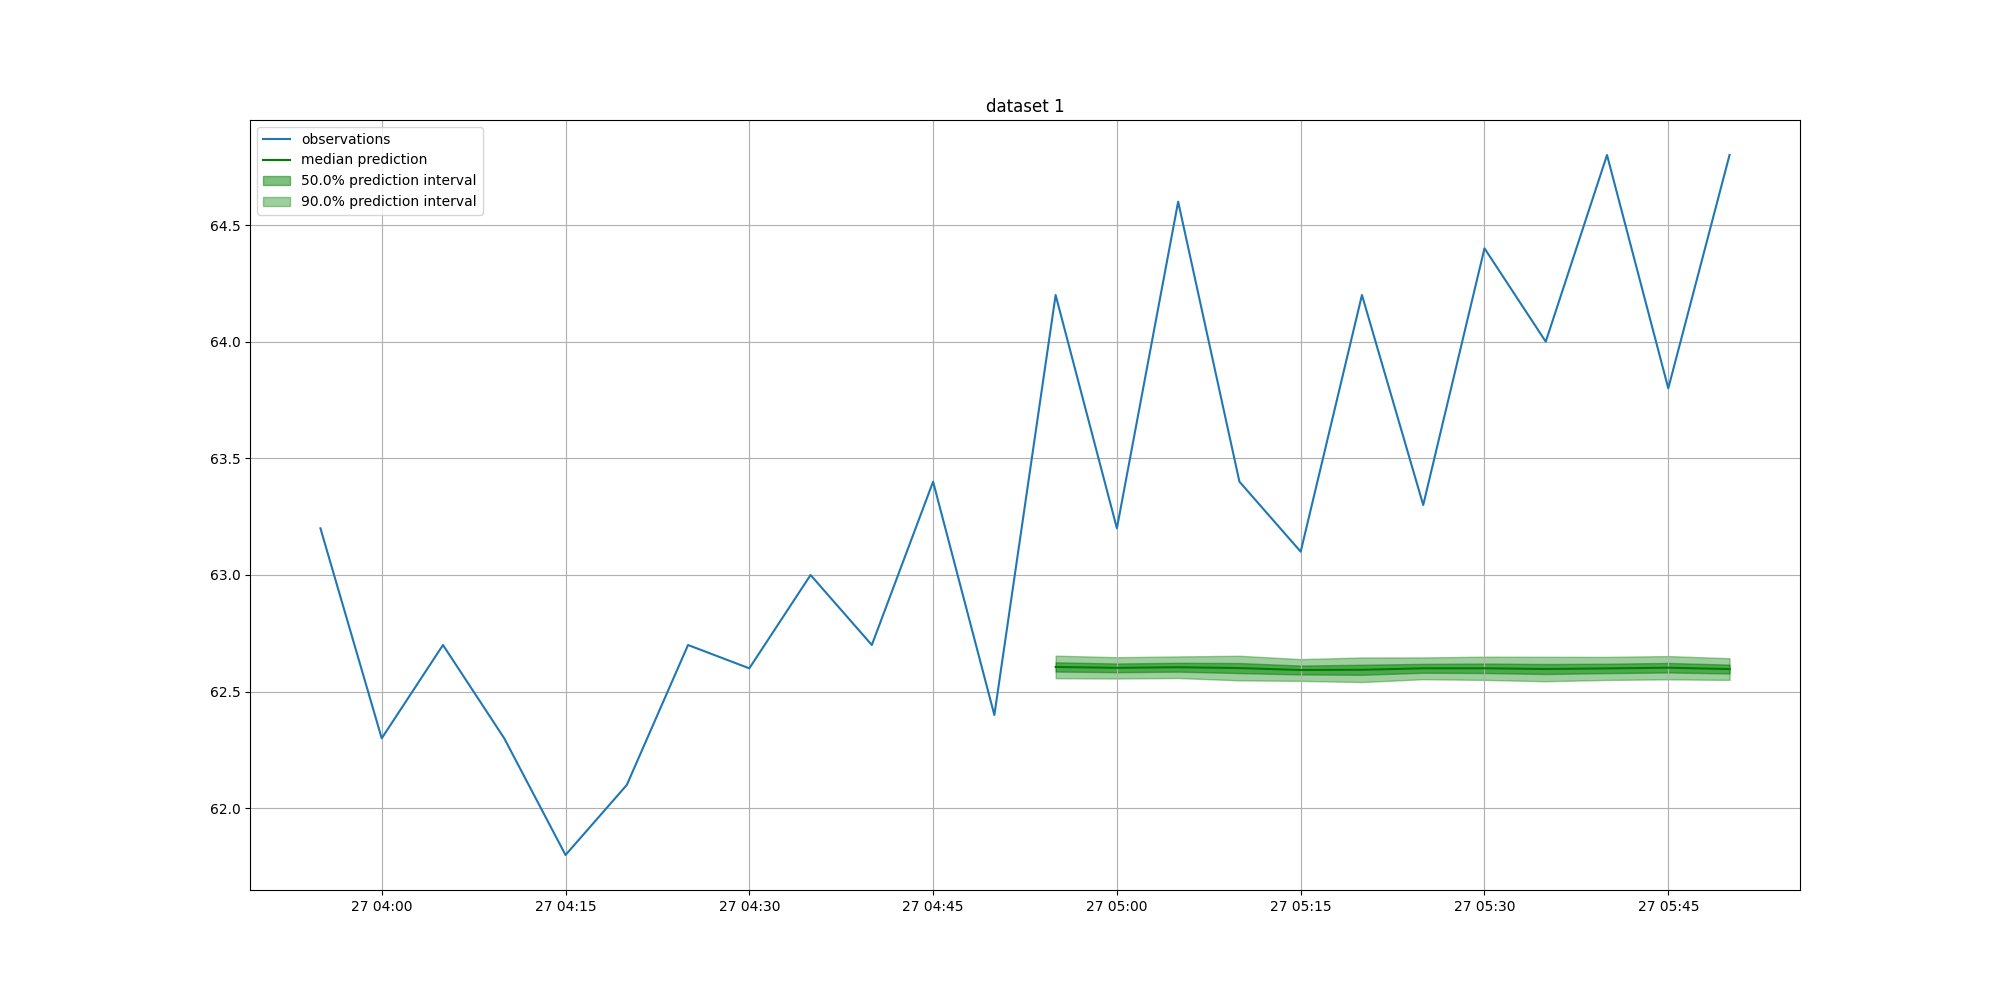 dataset 1
observations
median prediction
50.0% prediction interval
90.0% prediction interval
64.5
64.0
63.5
63.0
62.5
62.0
27 04:00 27 04:15 27 04:30 27 04:45 27 05:00 27 05:15 27 05:30 27 05:45